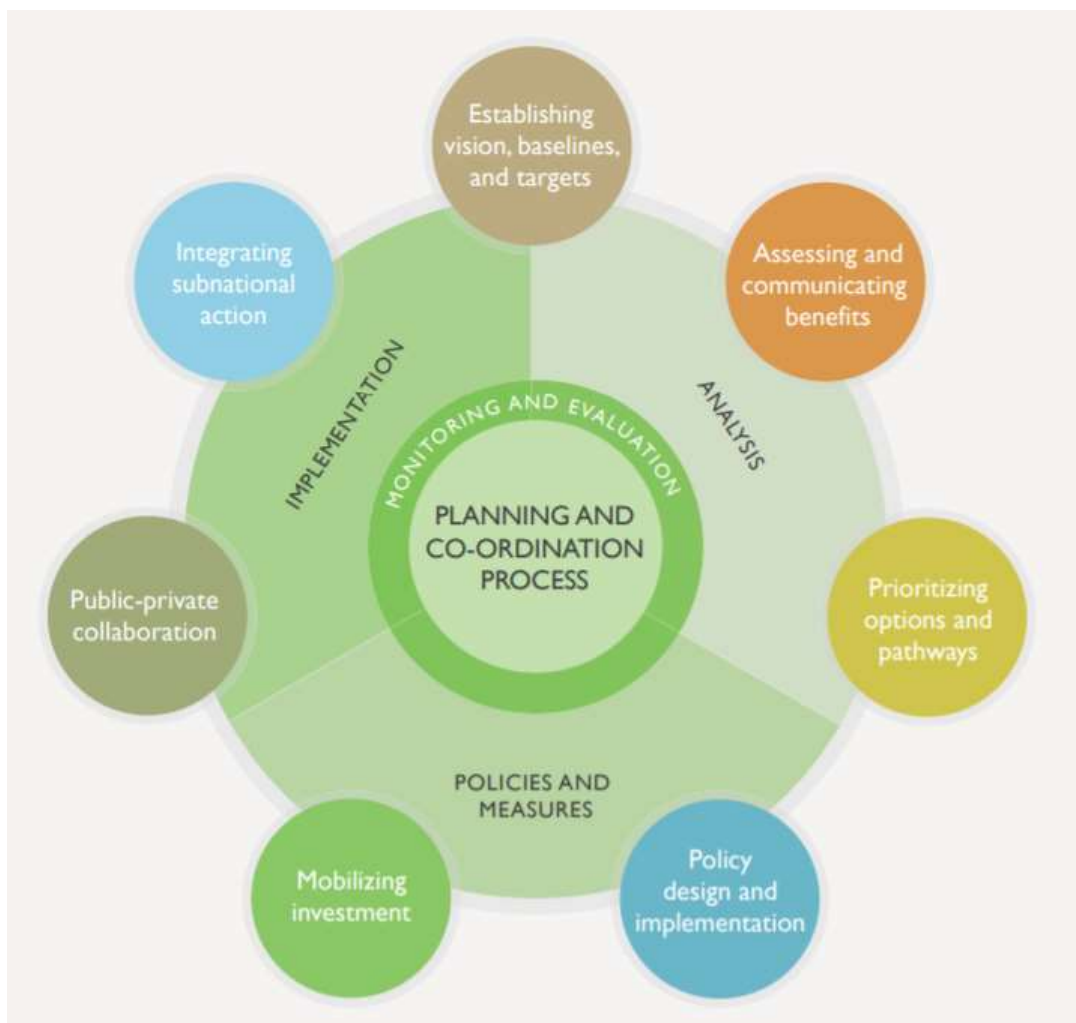 Establishing
vision, baselines,
and targets
Integrating
subnational
action
Assessing and
communicating
benefits
IMPLEMENTATION
ANALYSIS
MONITORING AND EVALUATION
PLANNING AND
CO-ORDINATION
PROCESS
Public-private
collaboration
Prioritizing
options and
pathways
POLICIES AND
MEASURES
Mobilizing
investment
Policy
design and
implementation